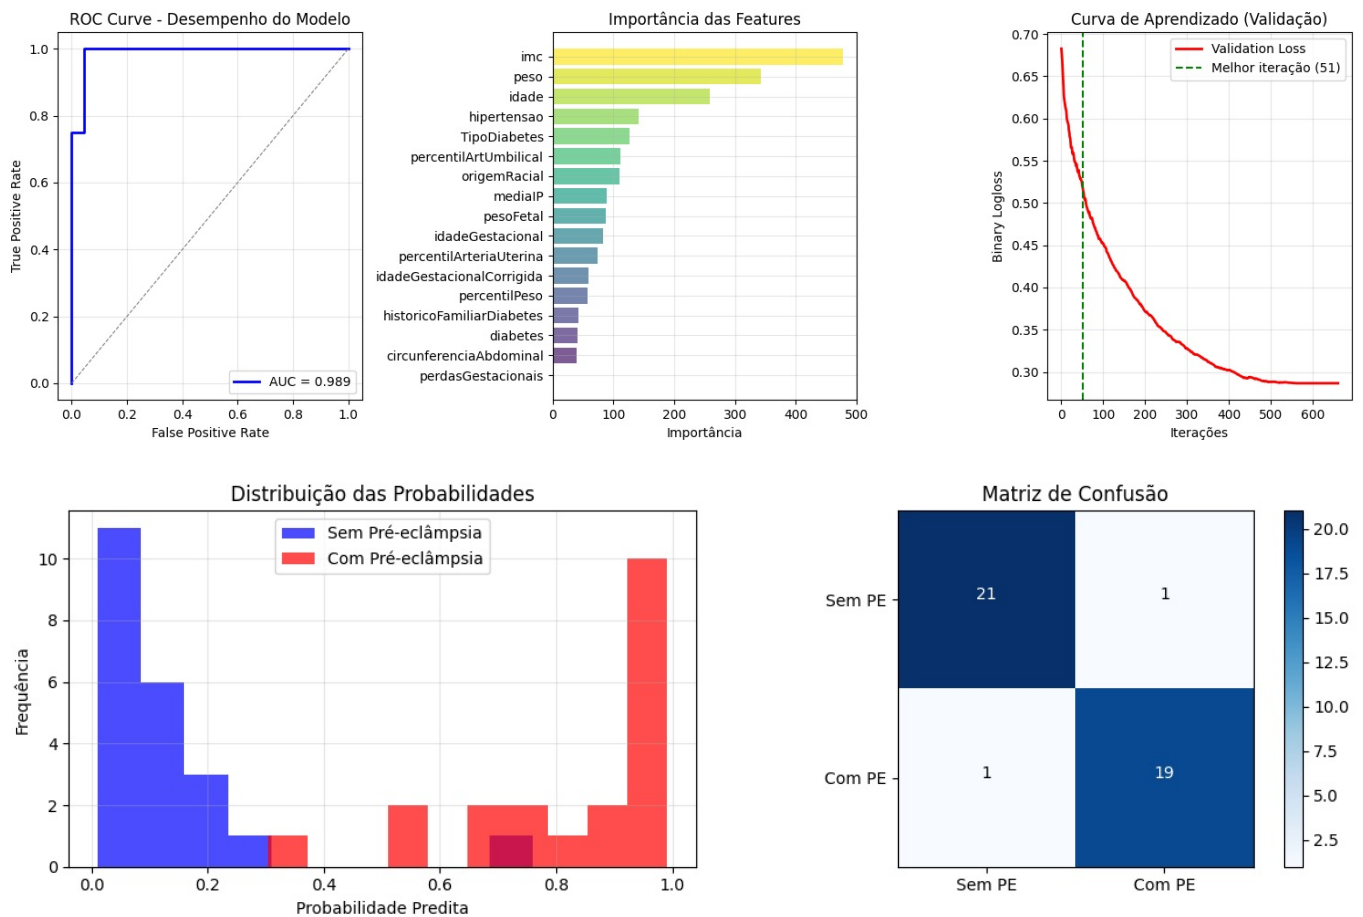 ROC Curve - Desempenho do Modelo
1.0
0.8
0.6
0.4
0.2
0.0
True Positive Rate
AUC = 0.989
0.0 0.2 0.4 0.6 0.8 1.0
False Positive Rate
Importância das Features
imc
peso
idade
hipertensao
TipoDiabetes
percentilArtUmbilical
origemRacial
mediaIP
pesoFetal
idadeGestacional
percentilArteriaUterina
idadeGestacionalCorrigida
percentilPeso
historicoFamiliarDiabetes
diabetes
circunferenciaAbdominal
perdasGestacionais
0 100 200 300 400 500
Importância
Curva de Aprendizado (Validação)
0.70
0.65
0.60
0.55
0.50
0.45
0.40
0.35
0.30
Binary Logloss
Validation Loss
Melhor iteração (51)
0 100 200 300 400 500 600
Iterações
Distribuição das Probabilidades
10
8
6
4
2
0
Frequência
Sem Pré-eclâmpsia
Com Pré-eclâmpsia
0.0 0.2 0.4 0.6 0.8 1.0
Probabilidade Predita
Matriz de Confusão
Sem PE
21 1
Com PE
1 19
Sem PE Com PE
20.0
17.5
15.0
12.5
10.0
7.5
5.0
2.5